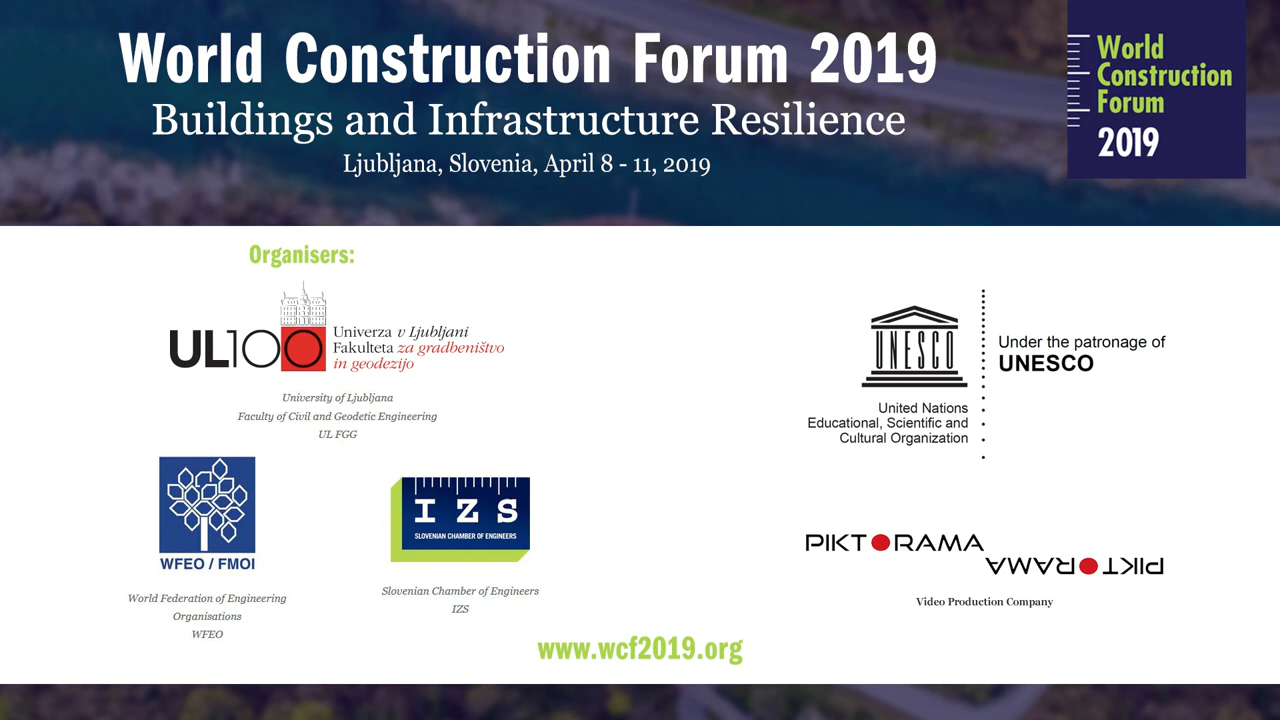 World Construction Forum 2019
Buildings and Infrastructure Resilience
Ljubljana, Slovenia, April 8 - 11, 2019
World
Construction
Forum
2019
Organisers:
UL100
Univerza v Ljubljani
Fakulteta za gradbeništvo
in geodezijo
University of Ljubljana
Faculty of Civil and Geodetic Engineering
UL FGG
WFEO / FMOI
World Federation of Engineering
Organisations
WFEO
IZS
SLOVENIAN CHAMBER OF ENGINEERS
Slovenian Chamber of Engineers
IZS
UNESCO
United Nations
Educational, Scientific and
Cultural Organization
Under the patronage of
UNESCO
PIKTORAMA
PIKTORAMA
Video Production Company
www.wcf2019.org